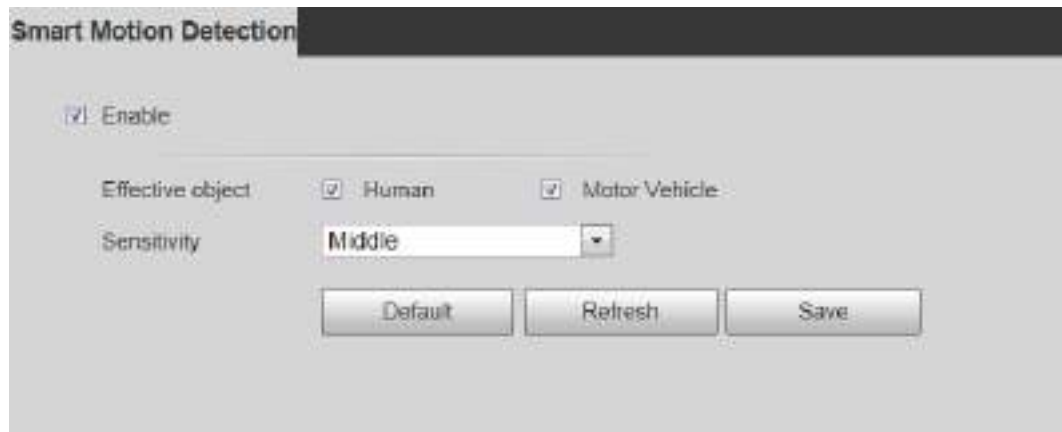 Smart Motion Detection
Enable
Effective object Human Motor Vehicle
Sensitivity Middle
Default Refresh Save